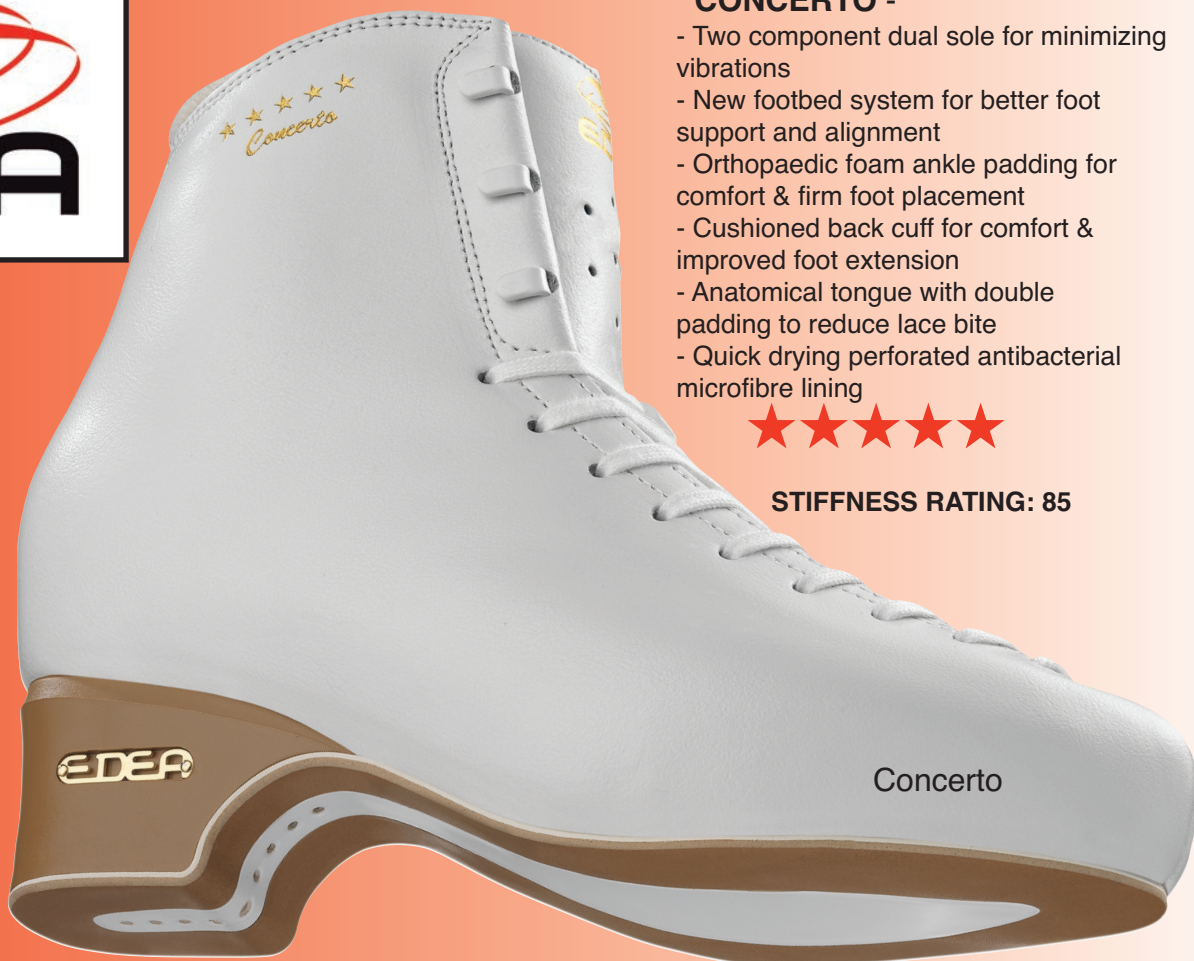 CONCERTO -
- Two component dual sole for minimizing
vibrations
- New footbed system for better foot
support and alignment
- Orthopaedic foam ankle padding for
comfort & firm foot placement
- Cushioned back cuff for comfort &
improved foot extension
- Anatomical tongue with double
padding to reduce lace bite
- Quick drying perforated antibacterial
microfibre lining
STIFFNESS RATING: 85
Concerto
EDEA
Concerto
A